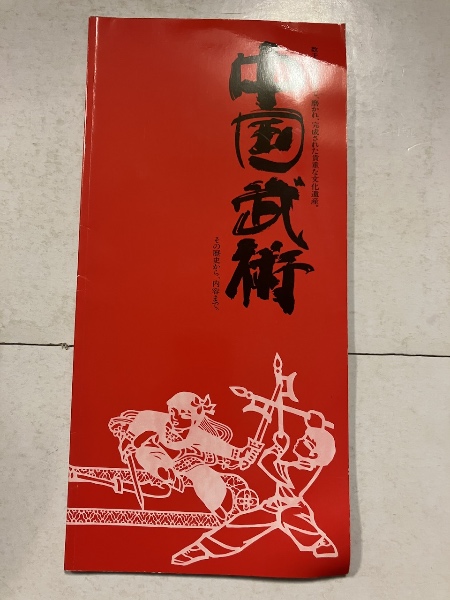 磨かれ、完成された貴重な文化遺産。
中国武術
その歴史から、内容まで